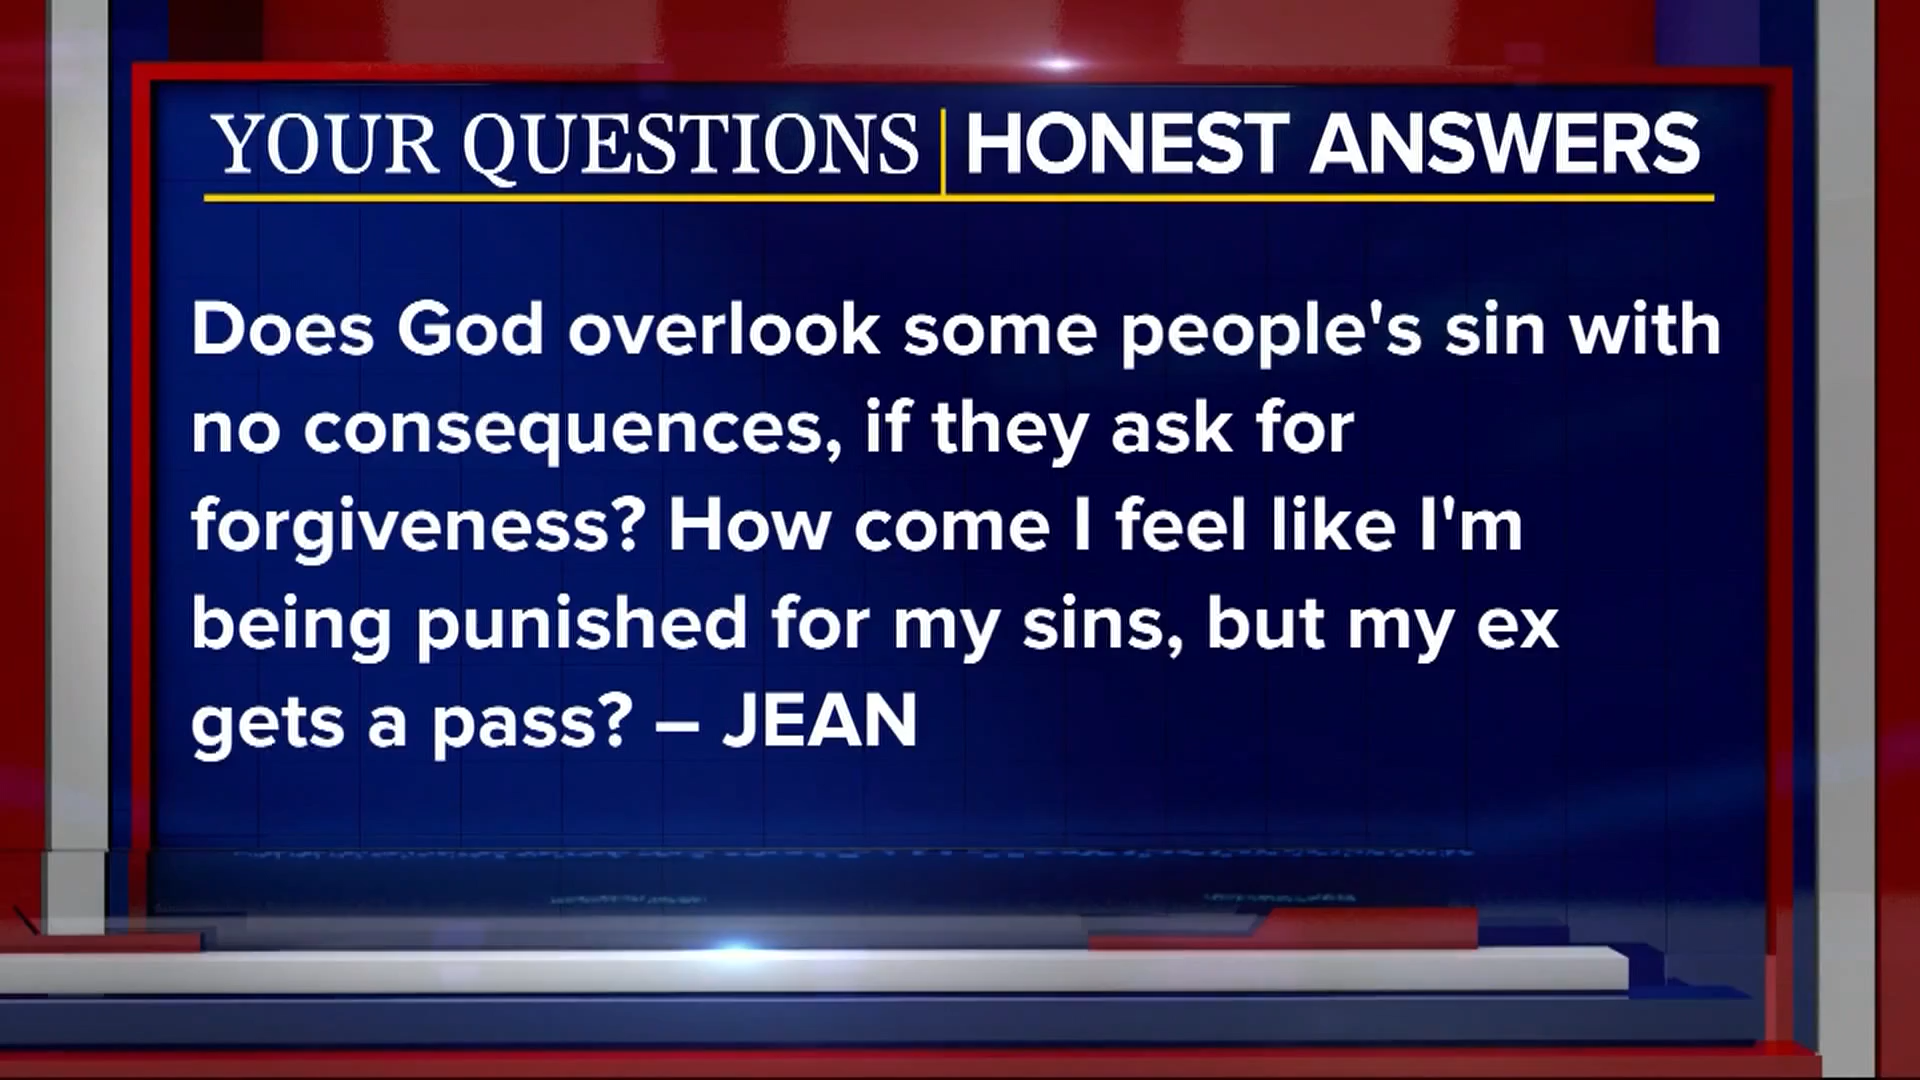 YOUR QUESTIONS | HONEST ANSWERS
Does God overlook some people's sin with
no consequences, if they ask for
forgiveness? How come I feel like I'm
being punished for my sins, but my ex
gets a pass? – JEAN